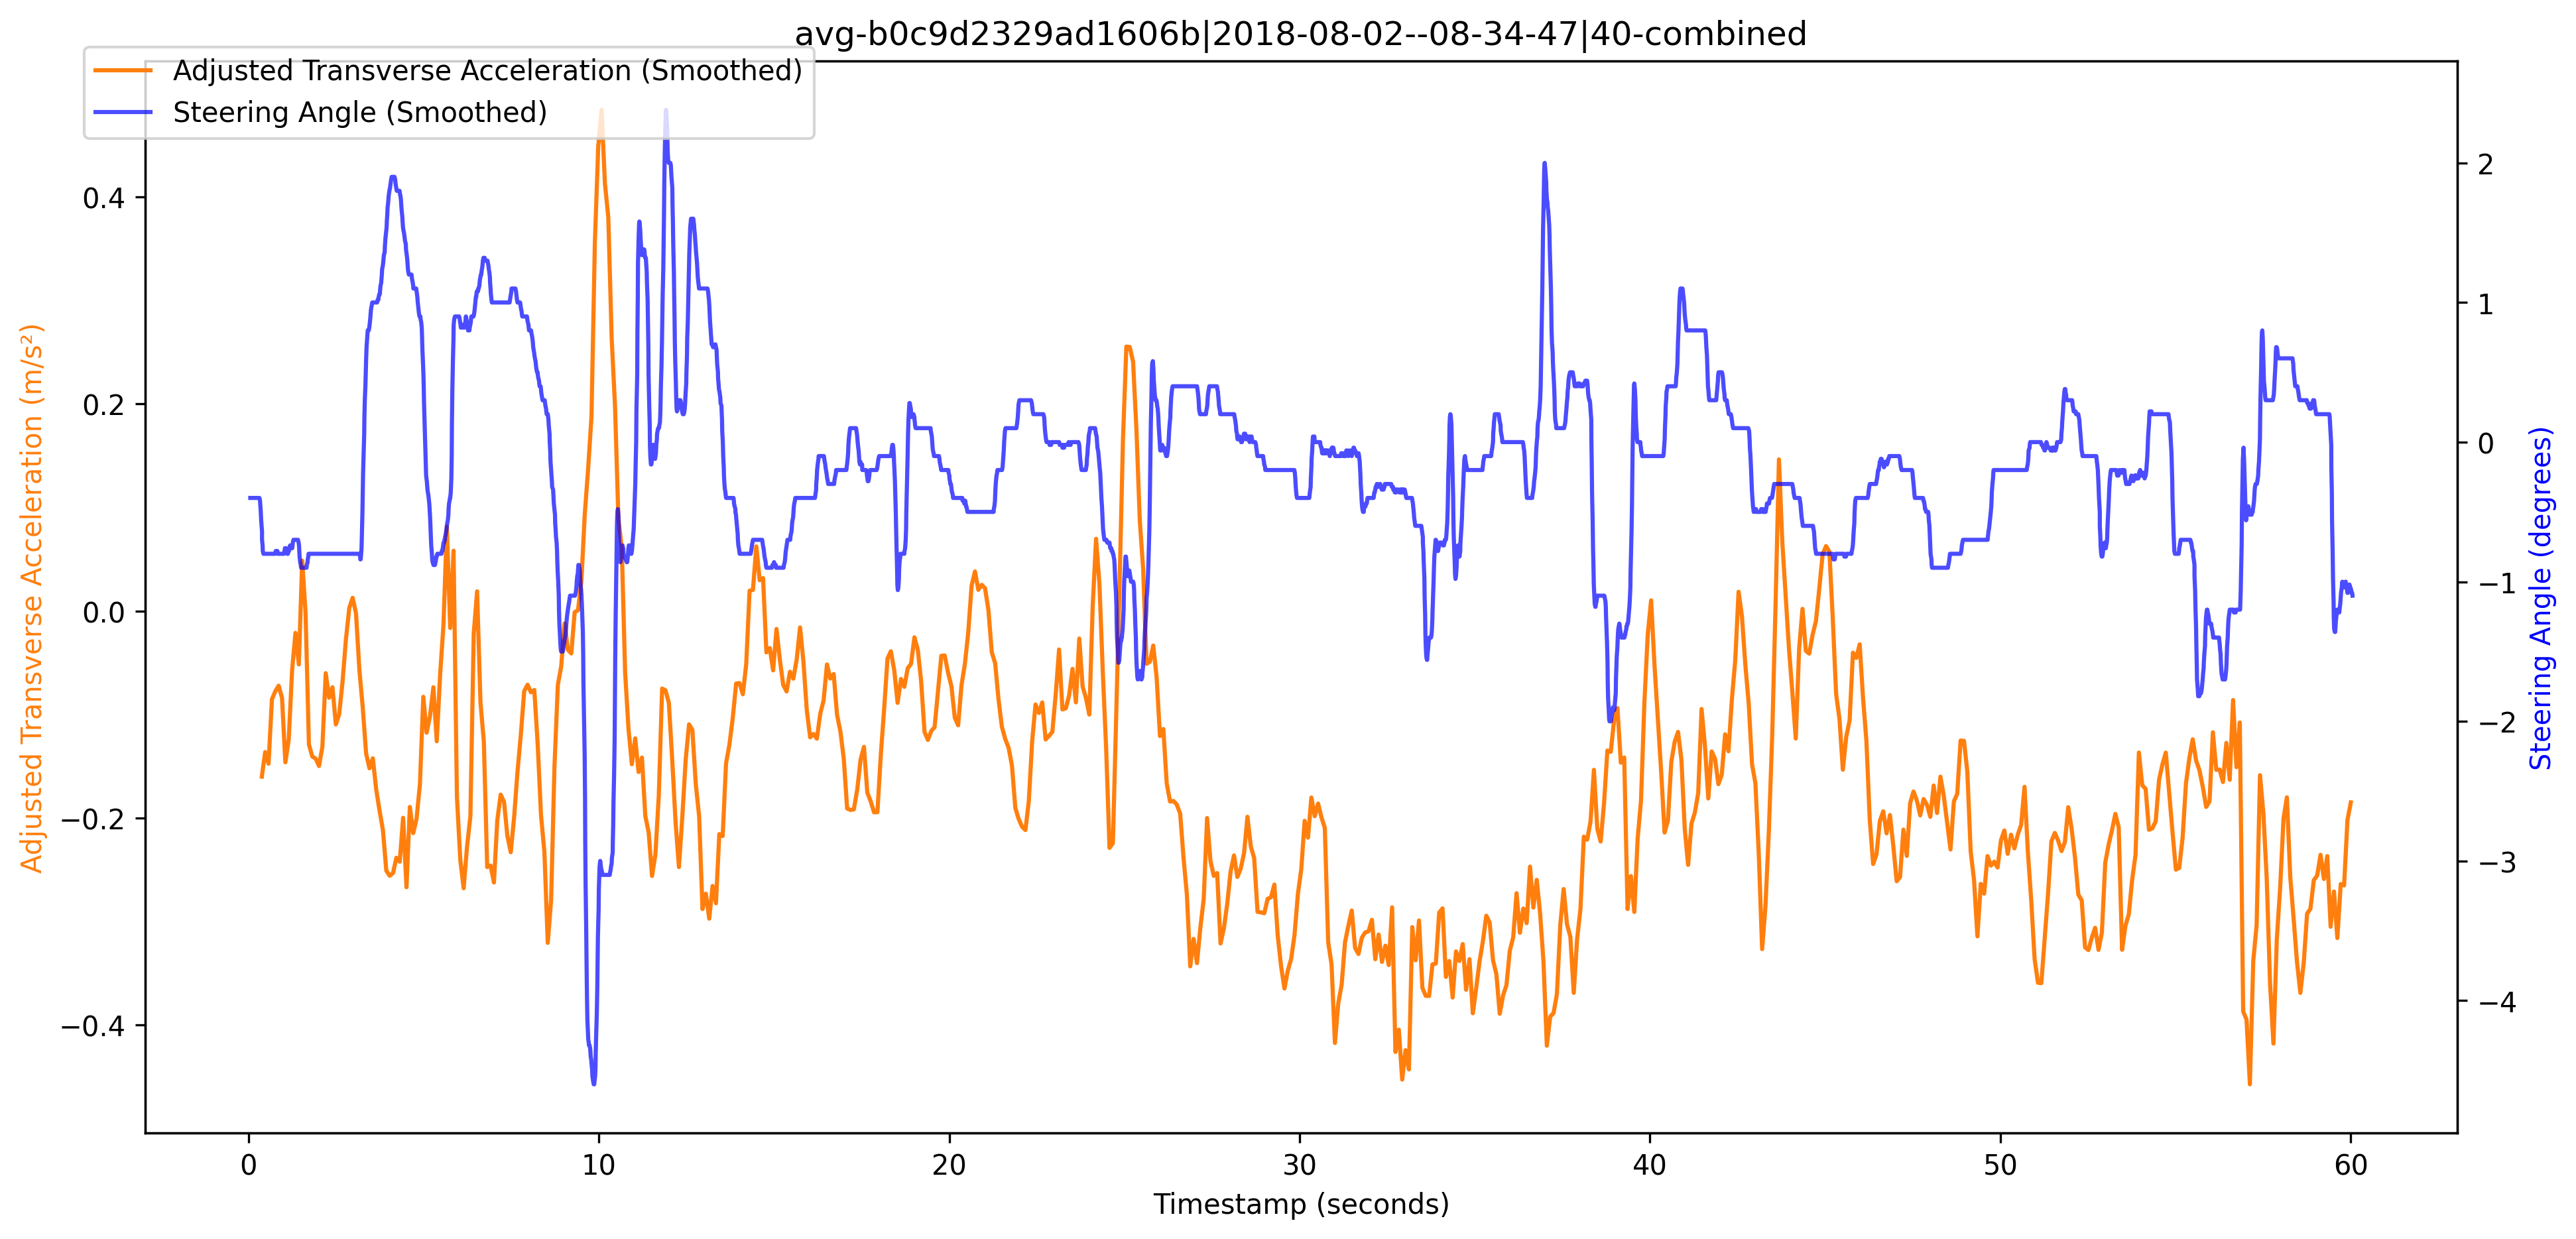 avg-b0c9d2329ad1606b|2018-08-02--08-34-47|40-combined
Adjusted Transverse Acceleration (Smoothed)
Steering Angle (Smoothed)
Adjusted Transverse Acceleration (m/s²)
0.4
0.2
0.0
−0.2
−0.4
2
1
0
−1
−2
−3
−4
Steering Angle (degrees)
0 10 20 30 40 50 60
Timestamp (seconds)